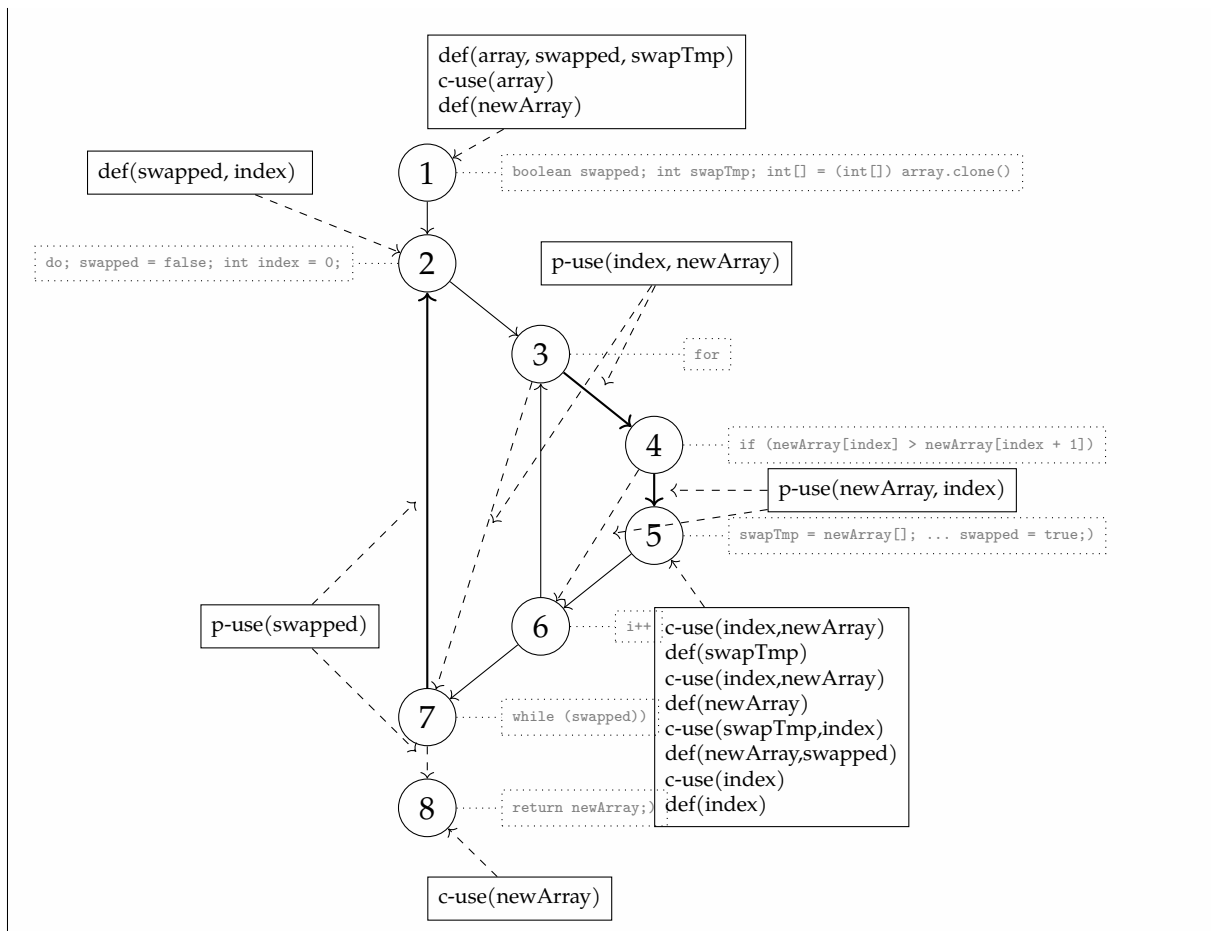 def(array, swapped, swapTmp)
c-use(array)
def(newArray)
def(swapped, index)
1
boolean swapped; int swapTmp; int[] = (int[]) array.clone()
do; swapped = false; int index = 0;
2
p-use(index, newArray)
3
for
4
if (newArray[index] > newArray[index + 1])
p-use(newArray, index)
5
swapTmp = newArray[]; ... swapped = true;)
p-use(swapped)
6
i++
c-use(index,newArray)
def(swapTmp)
c-use(index,newArray)
def(newArray)
c-use(swapTmp,index)
def(newArray,swapped)
c-use(index)
def(index)
7
while (swapped))
8
return newArray;)
c-use(newArray)